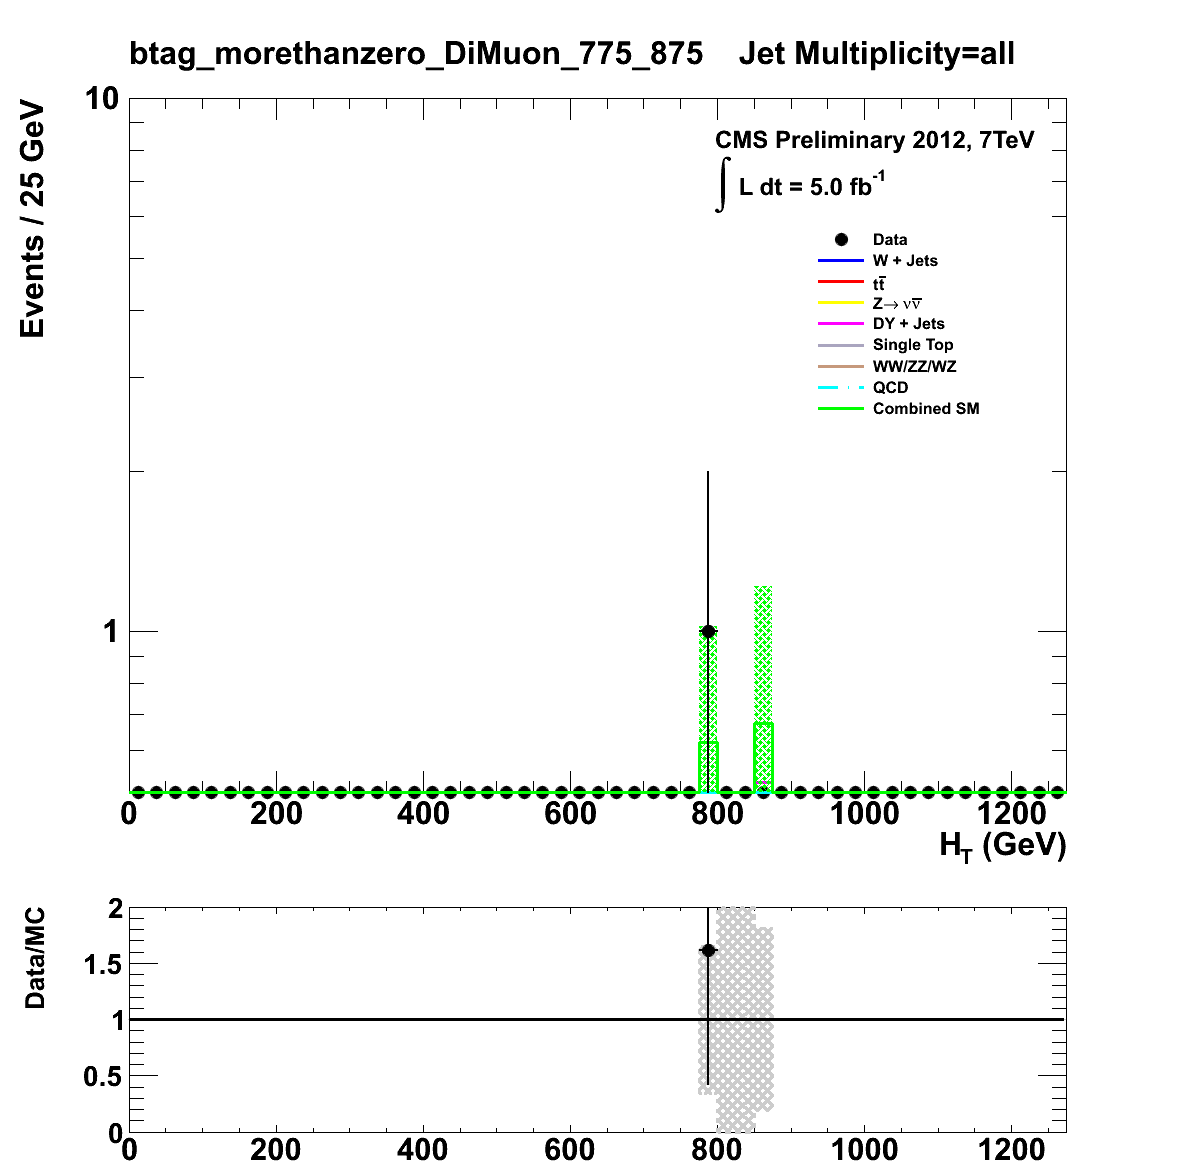 btag_morethanzero_DiMuon_775_875 Jet Multiplicity=all
Events / 25 GeV
10
1
CMS Preliminary 2012, 7TeV
∫ L dt = 5.0 fb⁻¹
Data
W + Jets
tt̅
Z→ νν̅
DY + Jets
Single Top
WW/ZZ/WZ
QCD
Combined SM
0 200 400 600 800 1000 1200
H_T (GeV)
Data/MC
2
1.5
1
0.5
0
0 200 400 600 800 1000 1200